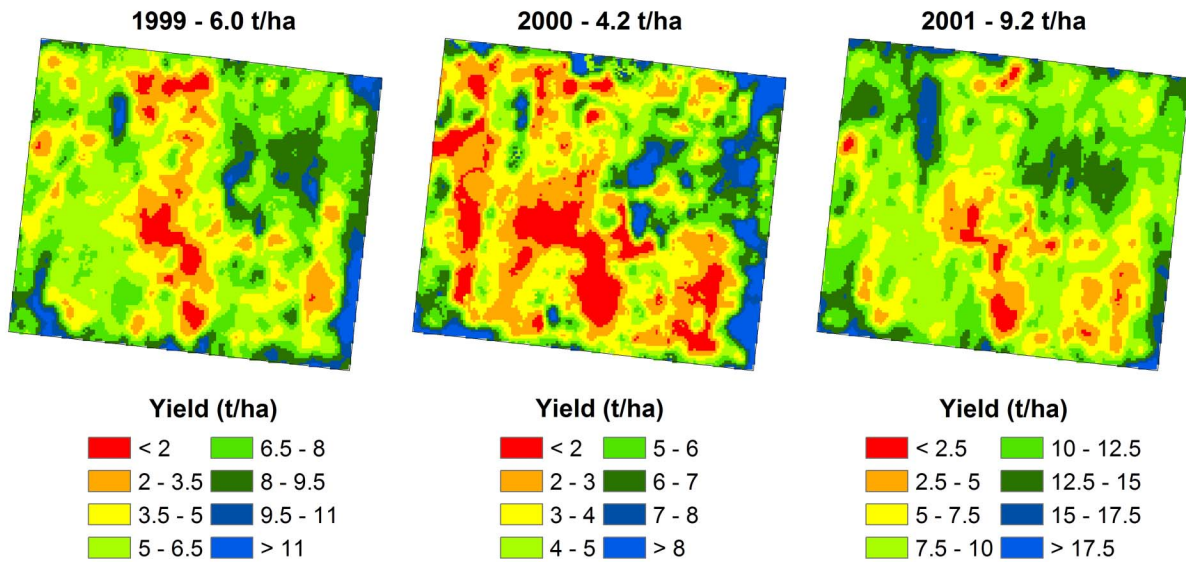 1999 - 6.0 t/ha
2000 - 4.2 t/ha
2001 - 9.2 t/ha
Yield (t/ha)
< 2
2 - 3.5
3.5 - 5
5 - 6.5
6.5 - 8
8 - 9.5
9.5 - 11
> 11
Yield (t/ha)
< 2
2 - 3
3 - 4
4 - 5
5 - 6
6 - 7
7 - 8
> 8
Yield (t/ha)
< 2.5
2.5 - 5
5 - 7.5
7.5 - 10
10 - 12.5
12.5 - 15
15 - 17.5
> 17.5